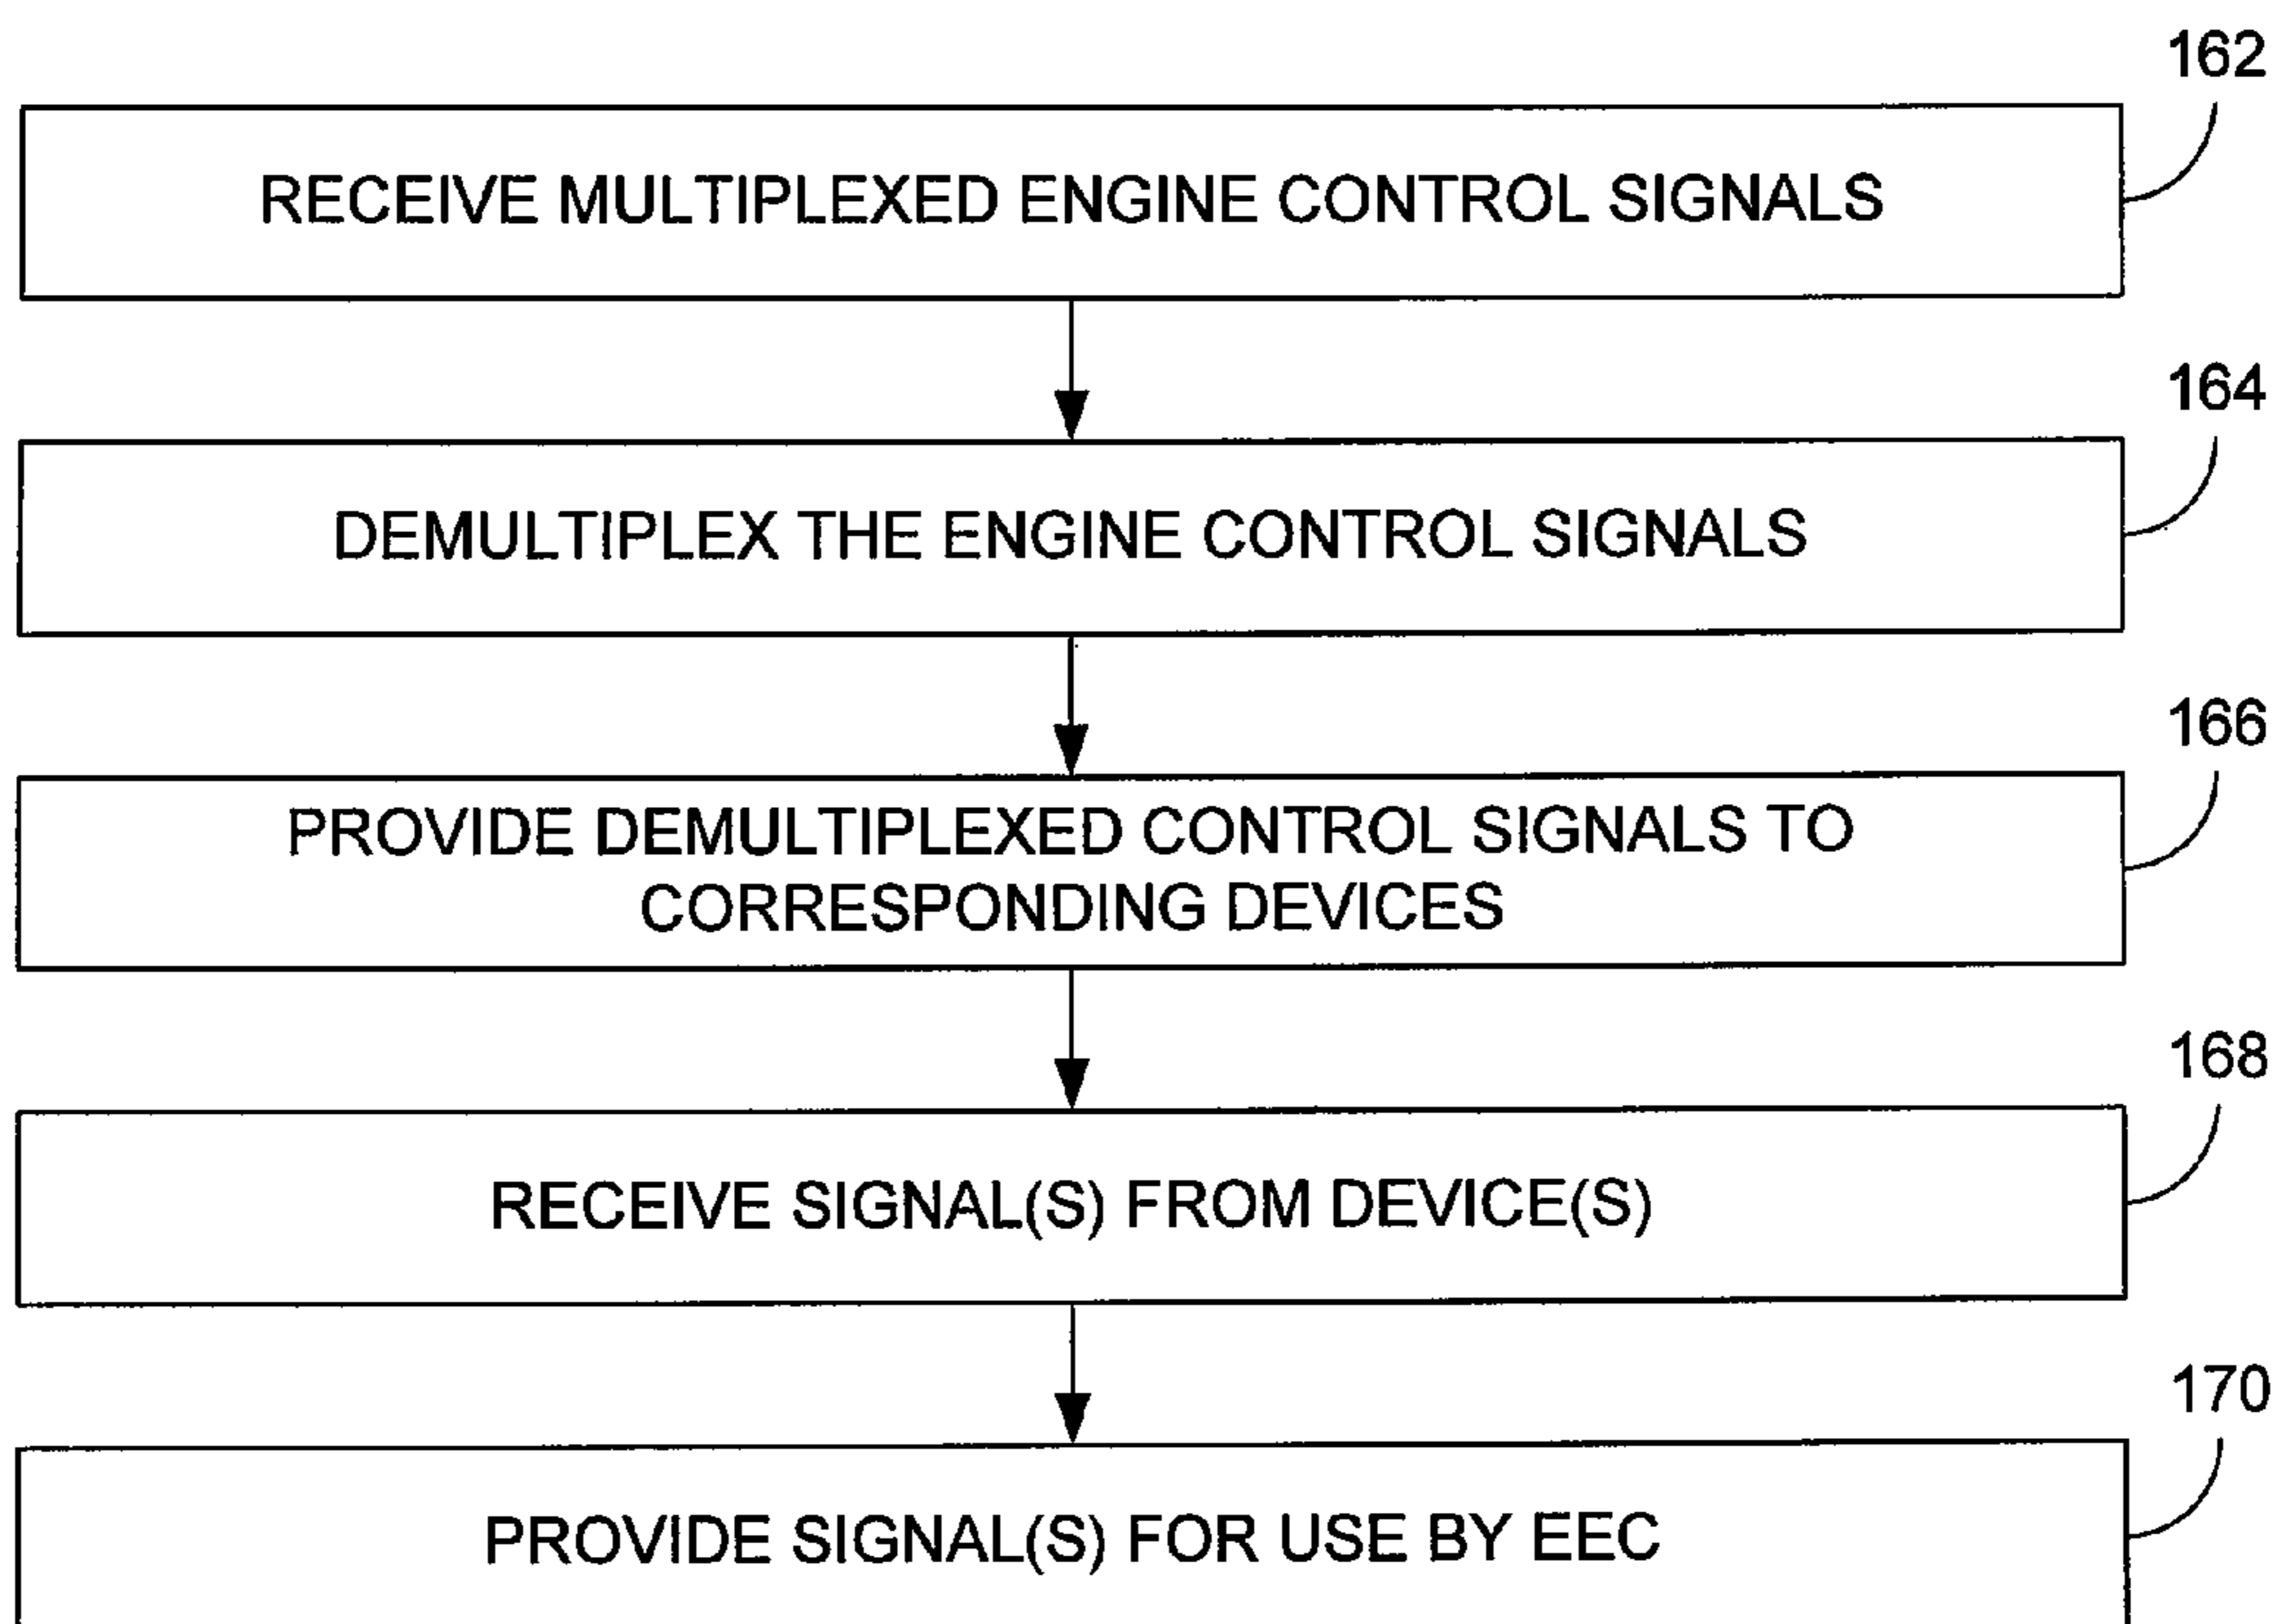 162
RECEIVE MULTIPLEXED ENGINE CONTROL SIGNALS
164
DEMULTIPLEX THE ENGINE CONTROL SIGNALS
166
PROVIDE DEMULTIPLEXED CONTROL SIGNALS TO
CORRESPONDING DEVICES
168
RECEIVE SIGNAL(S) FROM DEVICE(S)
170
PROVIDE SIGNAL(S) FOR USE BY EEC